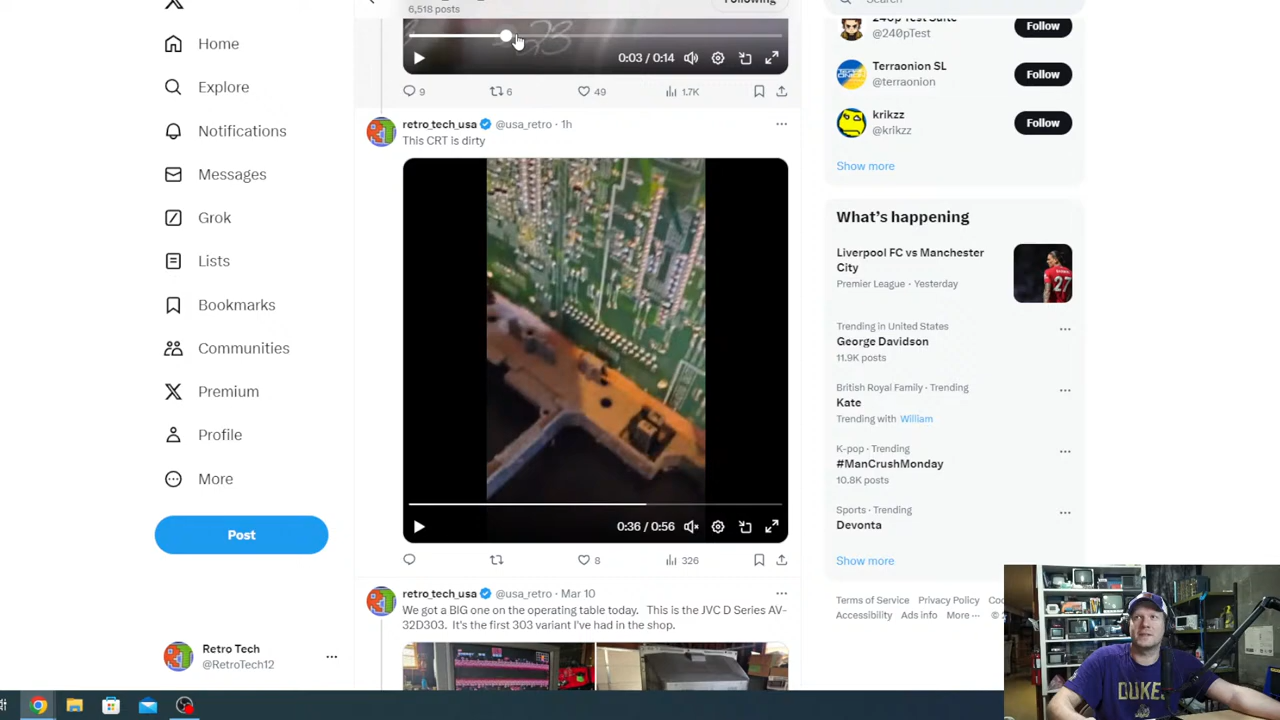 6,518 posts
Following
Search
Home
Explore
Notifications
Messages
Grok
Lists
Bookmarks
Communities
Premium
Profile
More
Post
Retro Tech
@RetroTech12
0:03 / 0:14
9
6
49
1.7K
retro_tech_usa @usa_retro · 1h
This CRT is dirty
0:36 / 0:56
8
326
retro_tech_usa @usa_retro · Mar 10
We got a BIG one on the operating table today. This is the JVC D Series AV-
32D303. It's the first 303 variant I've had in the shop.
240p Test Suite
@240pTest
Follow
Terraonion SL
@terraonion
Follow
krikzz
@krikzz
Follow
Show more
What's happening
Liverpool FC vs Manchester
City
Premier League · Yesterday
27
Trending in United States
George Davidson
11.9K posts
British Royal Family · Trending
Kate
Trending with William
K-pop · Trending
#ManCrushMonday
10.8K posts
Sports · Trending
Devonta
Show more
Terms of Service Privacy Policy
Accessibility Ads info More
DUKES